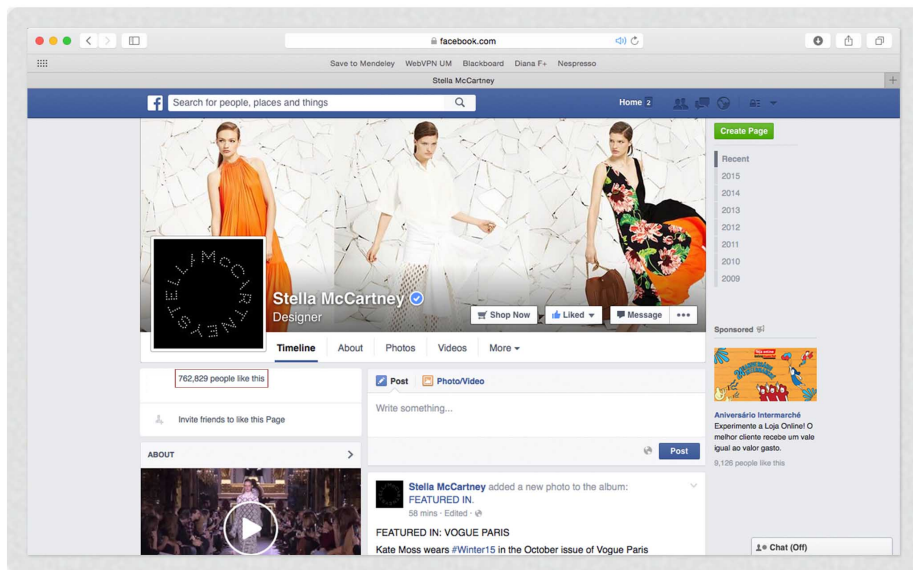 facebook.com
Save to Mendeley WebVPN UM Blackboard Diana F+ Nespresso
Stella McCartney
Search for people, places and things
Home 2
Create Page
Recent
2015
2014
2013
2012
2011
2010
2009
STELLA McCARTNEY
Stella McCartney
Designer
Shop Now
Liked
Message
Timeline About Photos Videos More
762,829 people like this
Invite friends to like this Page
ABOUT
Post Photo/Video
Write something...
Post
Stella McCartney added a new photo to the album:
FEATURED IN.
58 mins · Edited ·
FEATURED IN: VOGUE PARIS
Kate Moss wears #Winter15 in the October issue of Vogue Paris
Sponsored
Aniversário Intermarché
Experimente a Loja Online! O
melhor cliente recebe um vale
igual ao valor gasto.
9,126 people like this
Chat (Off)